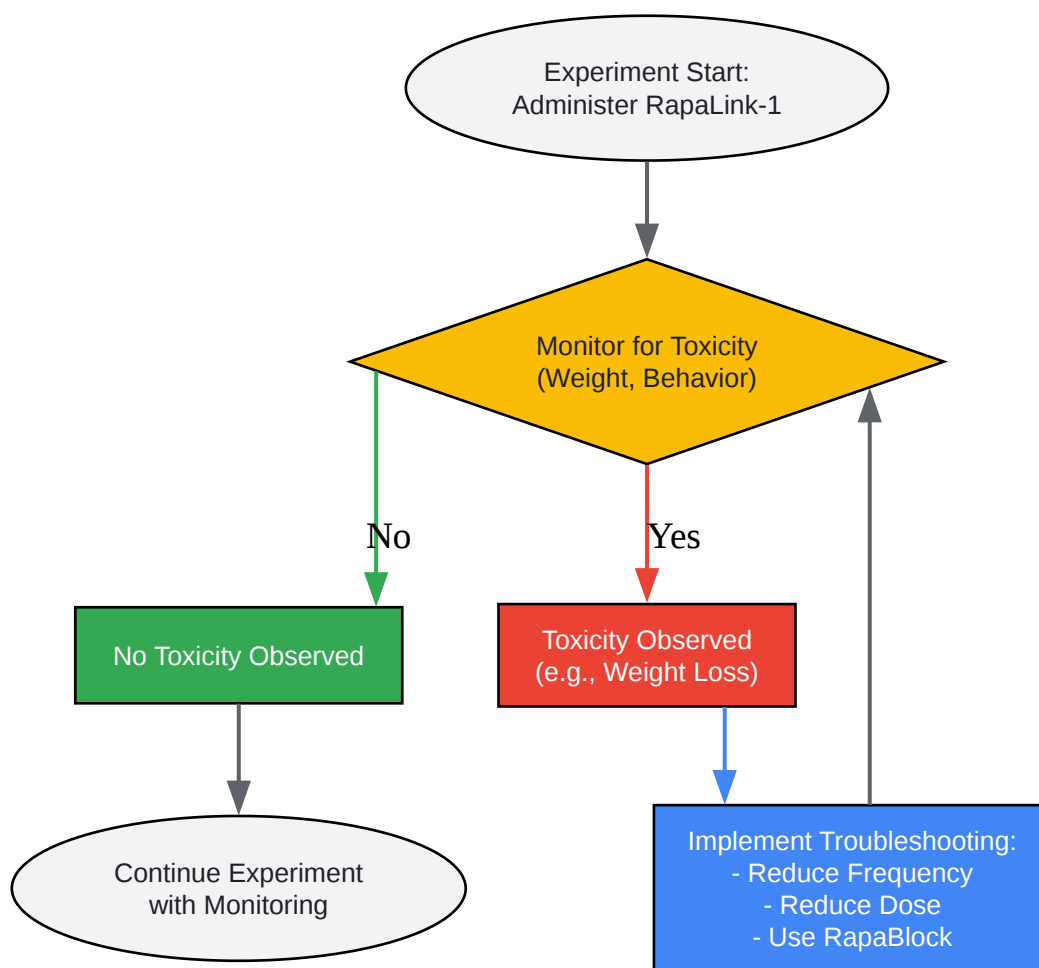 Experiment Start:
Administer RapaLink-1
Monitor for Toxicity
(Weight, Behavior)
No
Yes
No Toxicity Observed
Toxicity Observed
(e.g., Weight Loss)
Continue Experiment
with Monitoring
Implement Troubleshooting:
- Reduce Frequency
- Reduce Dose
- Use RapaBlock